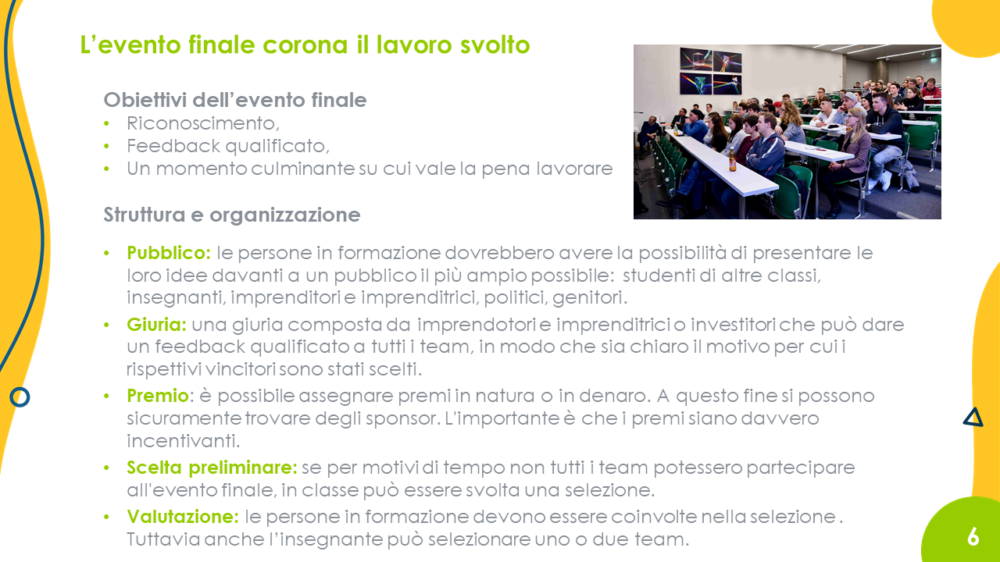 L’evento finale corona il lavoro svolto
Obiettivi dell’evento finale
• Riconoscimento,
• Feedback qualificato,
• Un momento culminante su cui vale la pena lavorare
Struttura e organizzazione
• Pubblico: le persone in formazione dovrebbero avere la possibilità di presentare le
loro idee davanti a un pubblico il più ampio possibile: studenti di altre classi,
insegnanti, imprenditori e imprenditrici, politici, genitori.
• Giuria: una giuria composta da imprendotori e imprenditrici o investitori che può dare
un feedback qualificato a tutti i team, in modo che sia chiaro il motivo per cui i
rispettivi vincitori sono stati scelti.
• Premio: è possibile assegnare premi in natura o in denaro. A questo fine si possono
sicuramente trovare degli sponsor. L'importante è che i premi siano davvero
incentivanti.
• Scelta preliminare: se per motivi di tempo non tutti i team potessero partecipare
all'evento finale, in classe può essere svolta una selezione.
• Valutazione: le persone in formazione devono essere coinvolte nella selezione .
Tuttavia anche l’insegnante può selezionare uno o due team.
6